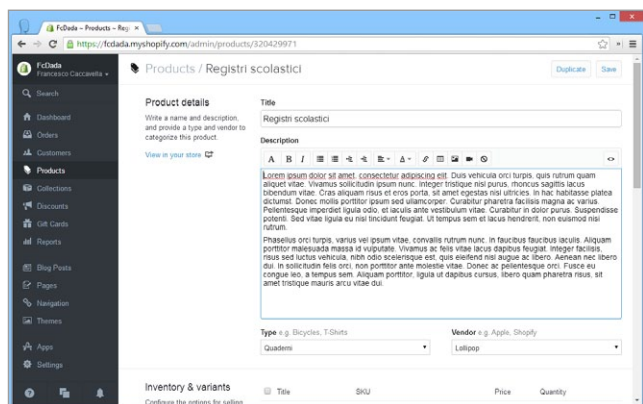 FcDada ~ Products ~ Regi
https://fcdada.myshopify.com/admin/products/320429971
FcDada
Francesco Caccavella
Products / Registri scolastici
Duplicate
Save
Search
Dashboard
Orders
Customers
Products
Collections
Discounts
Gift Cards
Reports
Blog Posts
Pages
Navigation
Themes
Apps
Settings
Product details
Write a name and description,
and provide a type and vendor to
categorize this product.
View in your store
Title
Registri scolastici
Description
A B I
A
Lorem ipsum dolor sit amet, consectetur adipiscing elit. Duis vehicula orci turpis, quis rutrum quam
aliquet vitae. Vivamus sollicitudin ipsum nunc. Integer tristique nisl purus, rhoncus sagittis lacus
bibendum vitae. Cras aliquam risus et eros porta, sit amet egestas nisi ultricies. In hac habitasse platea
dictumst. Donec mollis porttitor ipsum sed ullamcorper. Curabitur pharetra facilisis magna ac varius.
Pellentesque imperdiet ligula odio, et iaculis ante vestibulum vitae. Curabitur in dolor purus. Suspendisse
potenti. Sed vitae ligula eu nisl tincidunt feugiat. Ut tempus sem et lacus hendrerit, non euismod nisi
rutrum.
Phasellus orci turpis, varius vel ipsum vitae, convallis rutrum nunc. In faucibus faucibus iaculis. Aliquam
porttitor malesuada massa id vulputate. Vivamus ac felis vitae lacus dapibus feugiat. Integer facilisis,
risus sed luctus vehicula, nibh odio scelerisque est, quis eleifend nisl augue ac libero. Aenean nec libero
dui. In sollicitudin felis orci, non porttitor ante molestie vitae. Donec ac pellentesque orci. Fusce eu
congue leo, a tempus sem. Aliquam porttitor, ligula ut dapibus cursus, libero quam pharetra risus, sit
amet tristique mauris arcu vitae dui.
Type e.g. Bicycles, T-Shirts
Vendor e.g. Apple, Shopify
Quaderni
Lollipop
Inventory & variants
Configure the options for selling
Title
SKU
Price
Quantity